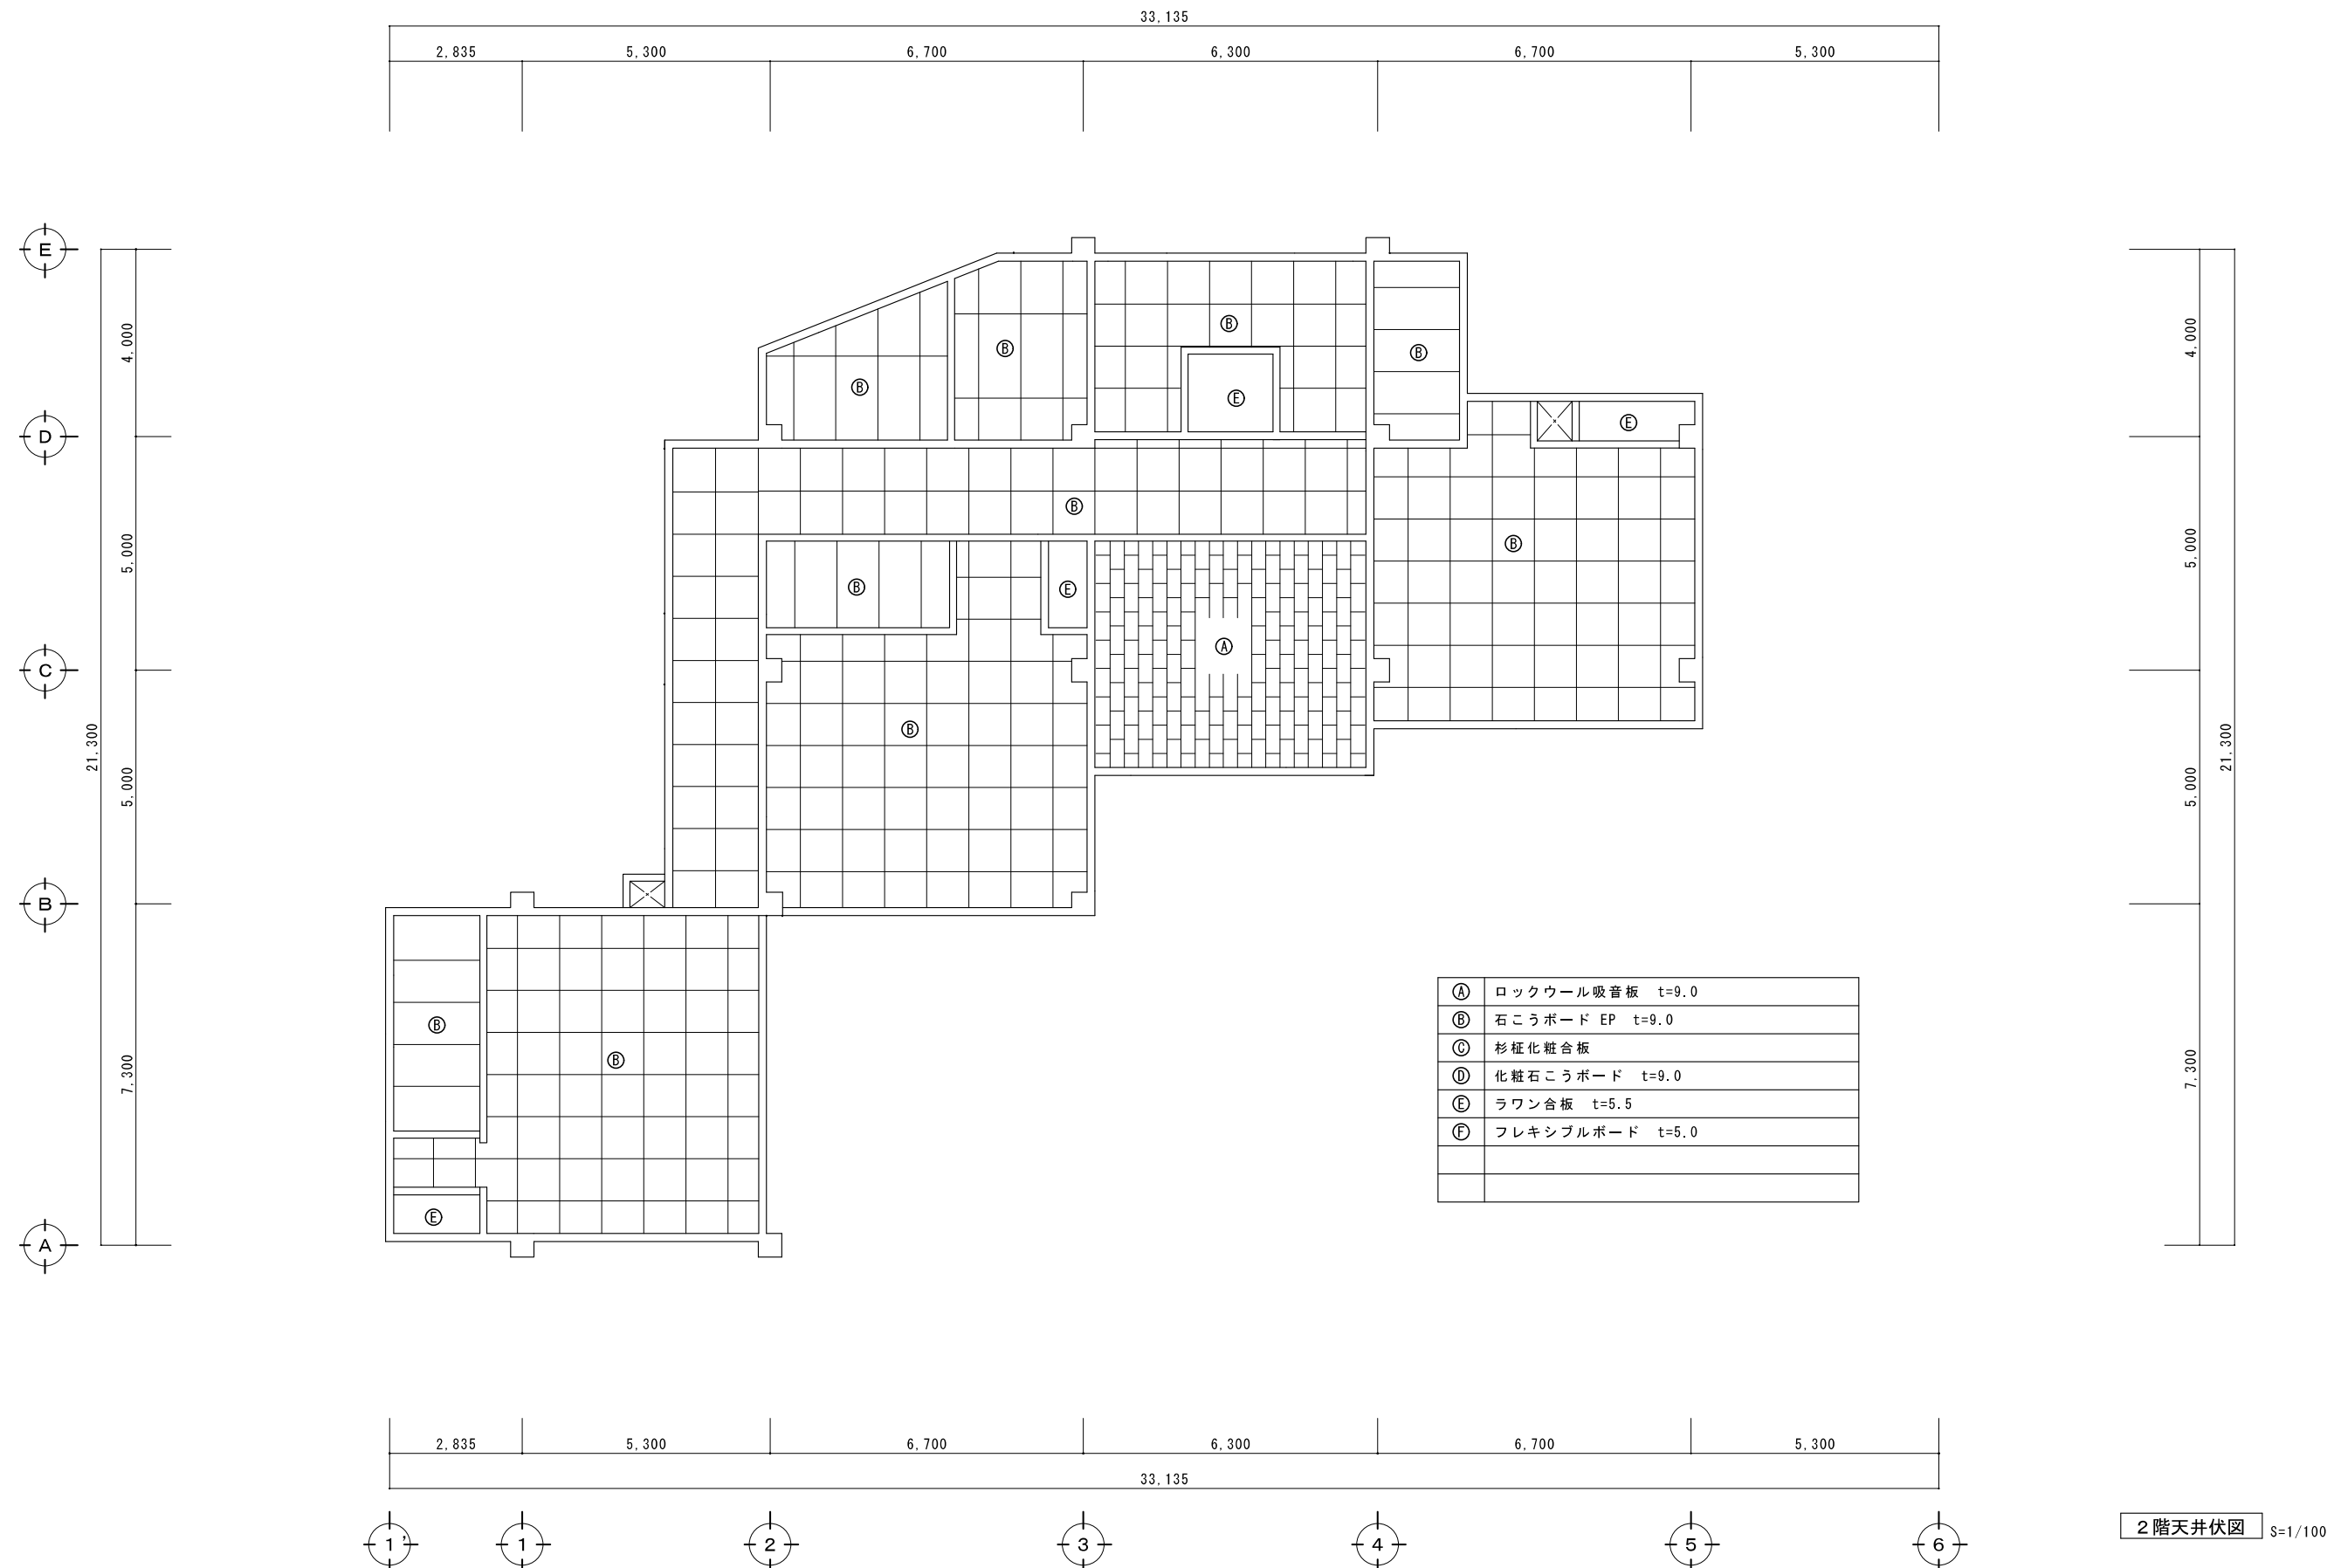 33,135
2,835
5,300
6,700
6,300
6,700
5,300
E
D
C
B
A
4,000
5,000
5,000
7,300
21,300
4,000
5,000
5,000
7,300
21,300
B
B
B
E
B
E
B
B
B
E
A
B
B
B
E
A ロックウール吸音板 t=9.0
B 石こうボード EP t=9.0
C 杉柾化粧合板
D 化粧石こうボード t=9.0
E ラワン合板 t=5.5
F フレキシブルボード t=5.0
2,835
5,300
6,700
6,300
6,700
5,300
33,135
1'
1
2
3
4
5
6
2階天井伏図 S=1/100